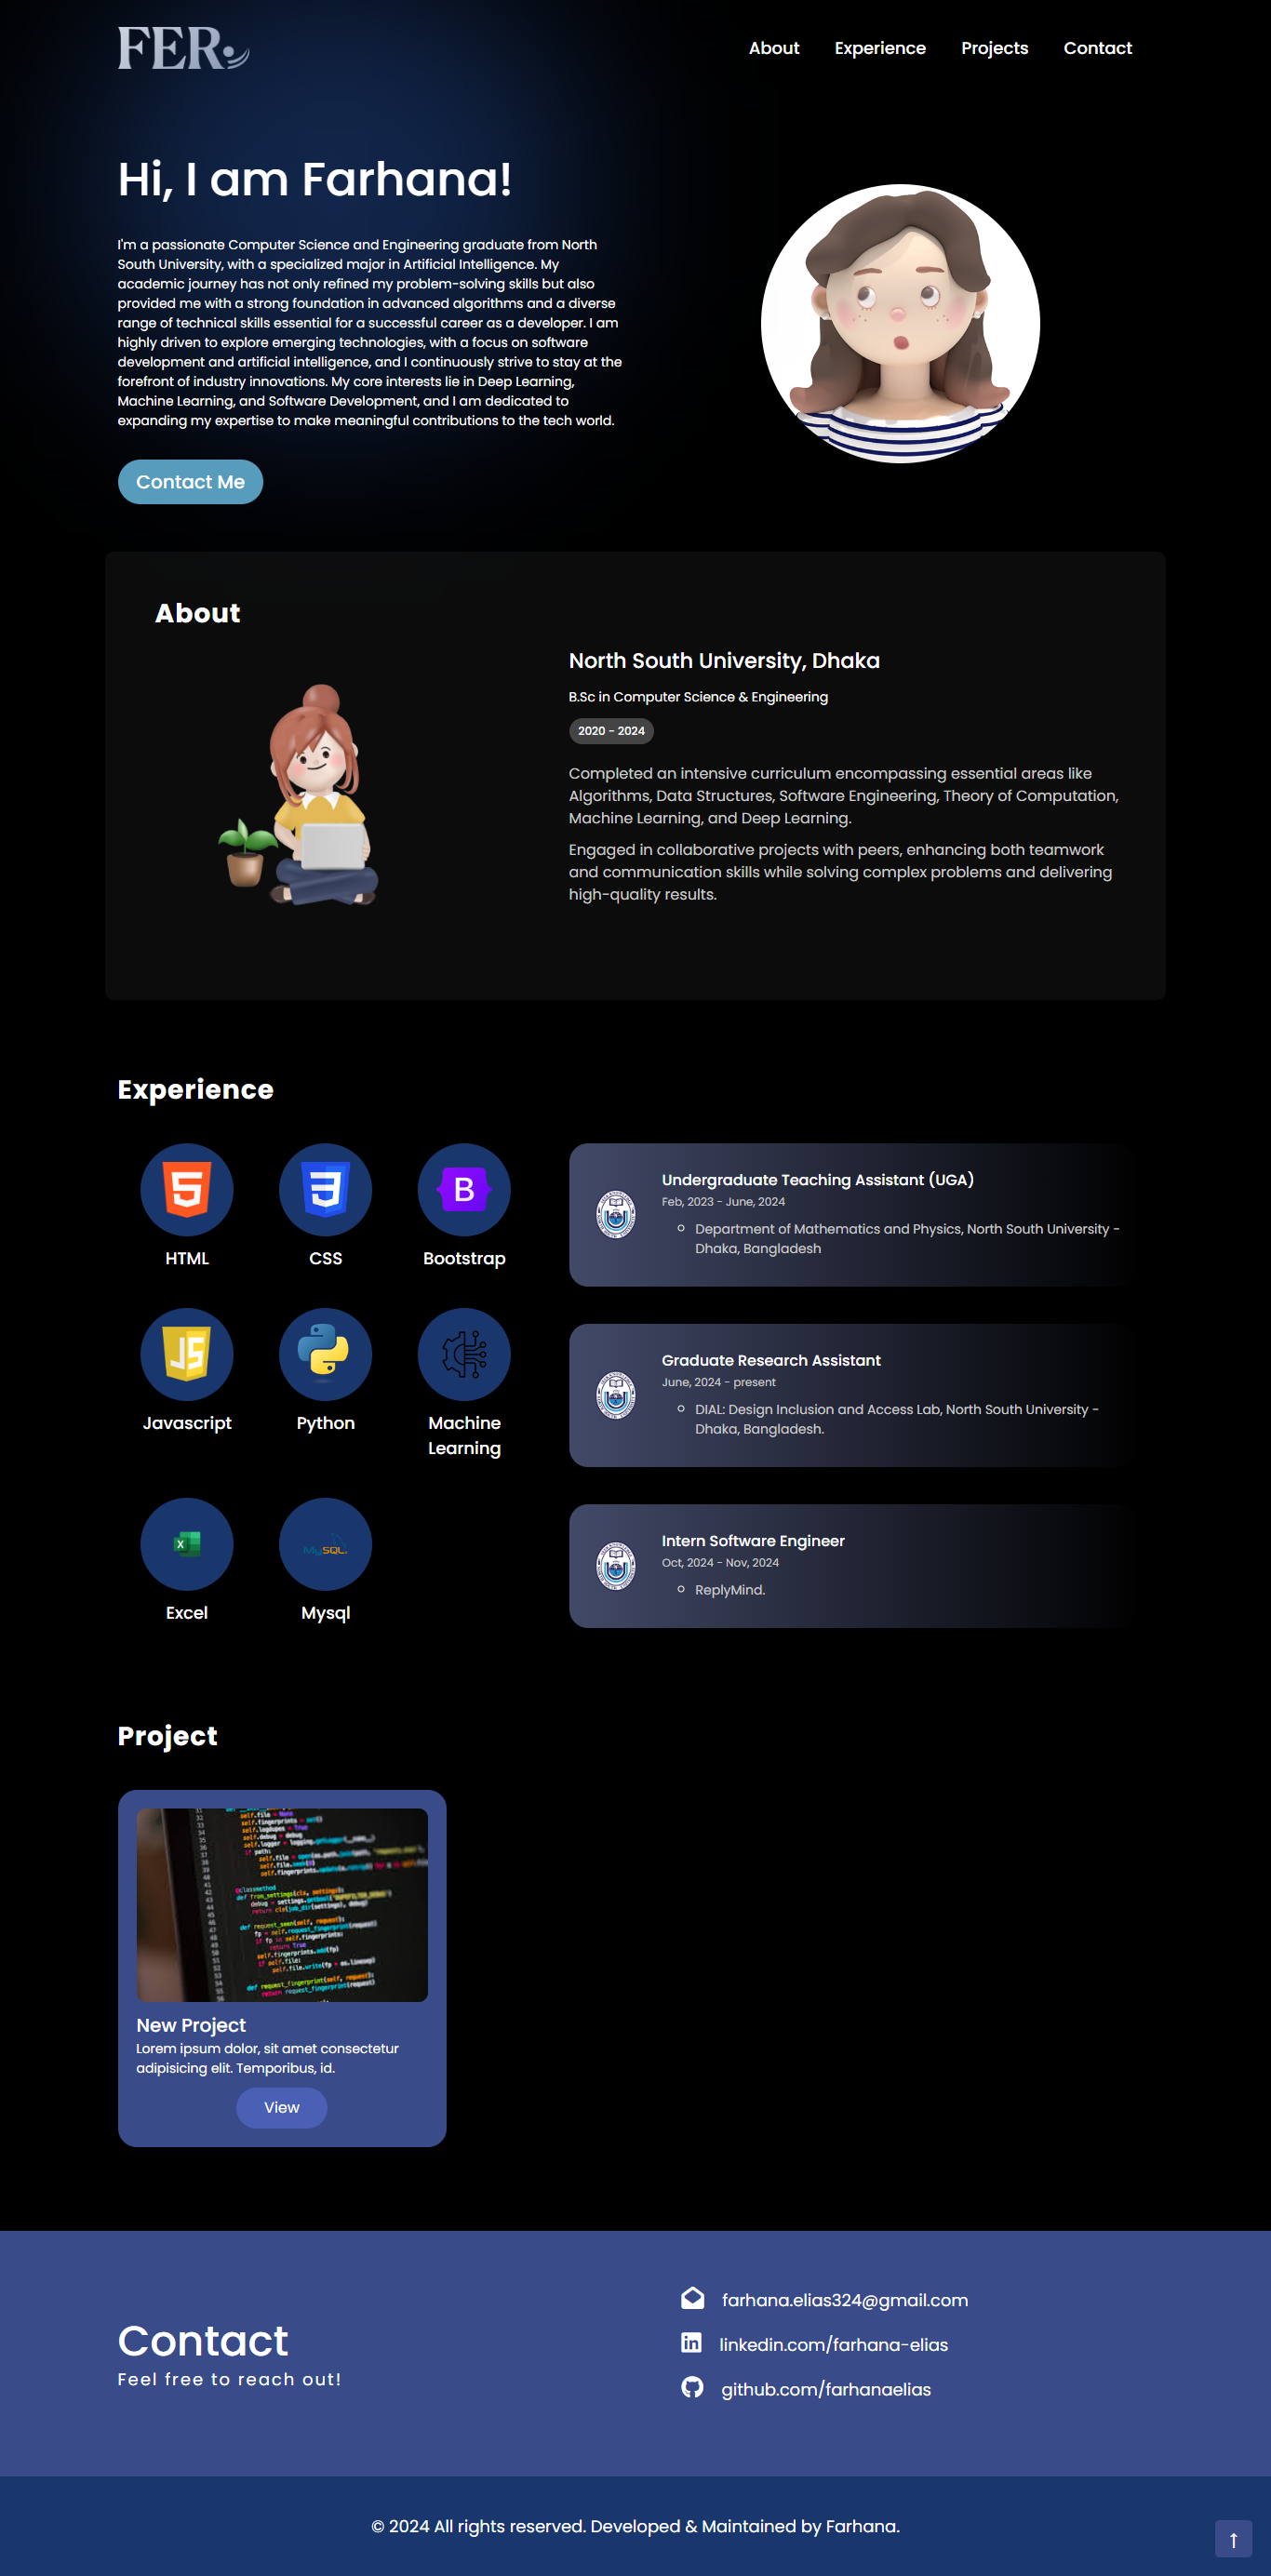 FER
About Experience Projects Contact
Hi, I am Farhana!
I'm a passionate Computer Science and Engineering graduate from North
South University, with a specialized major in Artificial Intelligence. My
academic journey has not only refined my problem-solving skills but also
provided me with a strong foundation in advanced algorithms and a diverse
range of technical skills essential for a successful career as a developer. I am
highly driven to explore emerging technologies, with a focus on software
development and artificial intelligence, and I continuously strive to stay at the
forefront of industry innovations. My core interests lie in Deep Learning,
Machine Learning, and Software Development, and I am dedicated to
expanding my expertise to make meaningful contributions to the tech world.
Contact Me
About
North South University, Dhaka
B.Sc in Computer Science & Engineering
2020 - 2024
Completed an intensive curriculum encompassing essential areas like
Algorithms, Data Structures, Software Engineering, Theory of Computation,
Machine Learning, and Deep Learning.
Engaged in collaborative projects with peers, enhancing both teamwork
and communication skills while solving complex problems and delivering
high-quality results.
Experience
HTML
CSS
B
Bootstrap
JS
Javascript
Python
Machine
Learning
X
Excel
MySQL
Mysql
Undergraduate Teaching Assistant (UGA)
Feb, 2023 - June, 2024
Department of Mathematics and Physics, North South University -
Dhaka, Bangladesh
Graduate Research Assistant
June, 2024 - present
DIAL: Design Inclusion and Access Lab, North South University -
Dhaka, Bangladesh.
Intern Software Engineer
Oct, 2024 - Nov, 2024
ReplyMind.
Project
New Project
Lorem ipsum dolor, sit amet consectetur
adipisicing elit. Temporibus, id.
View
Contact
Feel free to reach out!
farhana.elias324@gmail.com
linkedin.com/farhana-elias
github.com/farhanaelias
© 2024 All rights reserved. Developed & Maintained by Farhana.
↑